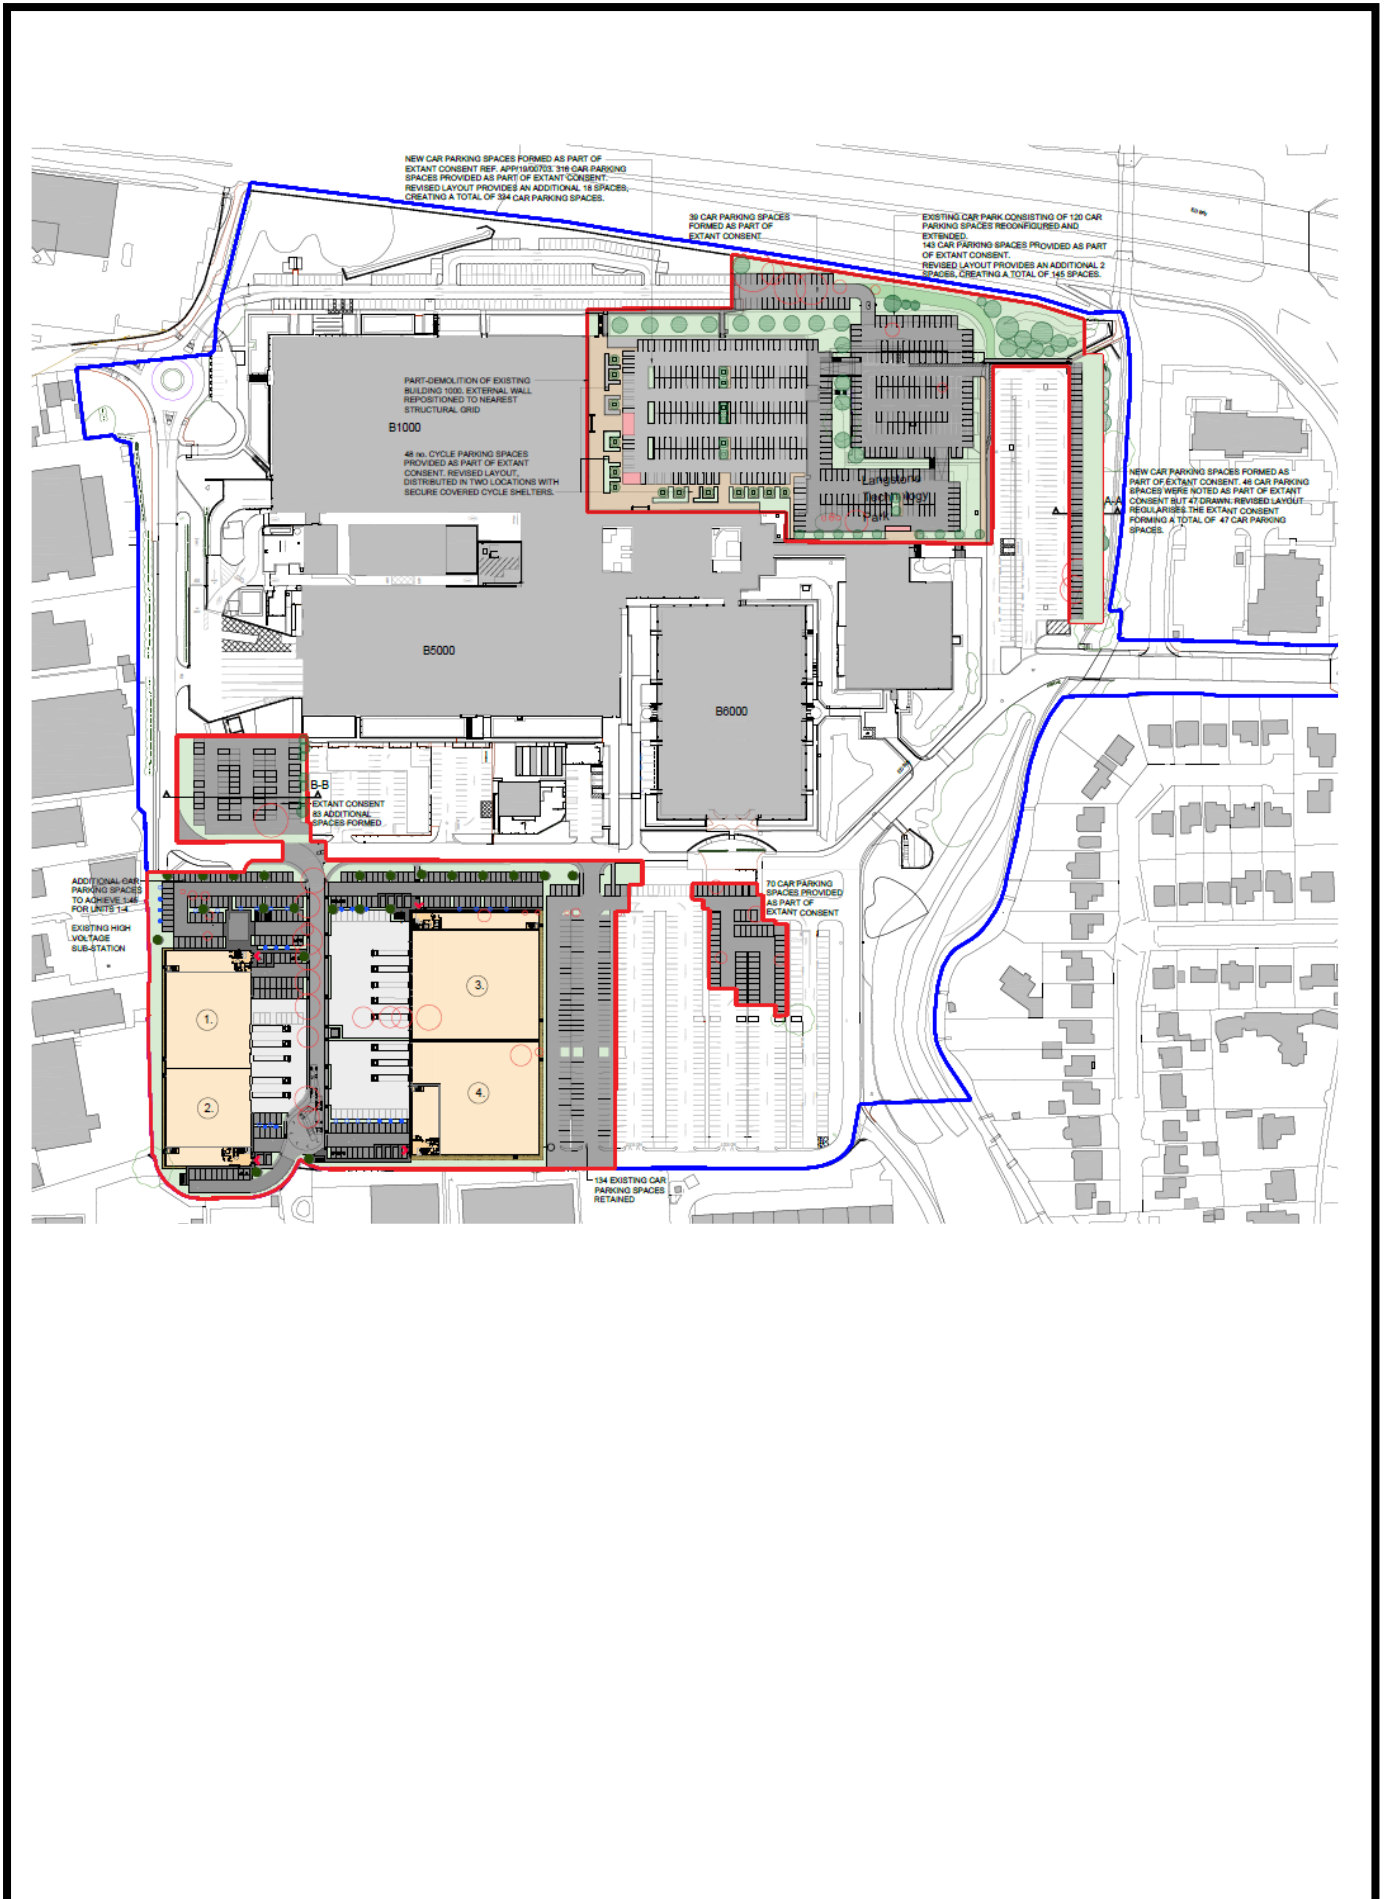 NEW CAR PARKING SPACES FORMED AS PART OF
EXTANT CONSENT REF. APP/19/00703. 316 CAR PARKING
SPACES PROVIDED AS PART OF EXTANT CONSENT.
REVISED LAYOUT PROVIDES AN ADDITIONAL 18 SPACES,
CREATING A TOTAL OF 334 CAR PARKING SPACES.
39 CAR PARKING SPACES
FORMED AS PART OF
EXTANT CONSENT
EXISTING CAR PARK CONSISTING OF 120 CAR
PARKING SPACES RECONFIGURED AND
EXTENDED.
143 CAR PARKING SPACES PROVIDED AS PART
OF EXTANT CONSENT.
REVISED LAYOUT PROVIDES AN ADDITIONAL 2
SPACES, CREATING A TOTAL OF 145 SPACES.
PART-DEMOLITION OF EXISTING
BUILDING 1000. EXTERNAL WALL
REPOSITIONED TO NEAREST
STRUCTURAL GRID
B1000
48 no. CYCLE PARKING SPACES
PROVIDED AS PART OF EXTANT
CONSENT. REVISED LAYOUT,
DISTRIBUTED IN TWO LOCATIONS WITH
SECURE COVERED CYCLE SHELTERS.
Langstone
Technology
Park
NEW CAR PARKING SPACES FORMED AS
PART OF EXTANT CONSENT. 46 CAR PARKING
SPACES WERE NOTED AS PART OF EXTANT
CONSENT BUT 47 DRAWN. REVISED LAYOUT
REGULARISES THE EXTANT CONSENT
FORMING A TOTAL OF 47 CAR PARKING
SPACES.
A-A
B5000
B6000
B-B
EXTANT CONSENT
83 ADDITIONAL
SPACES FORMED
ADDITIONAL CAR
PARKING SPACES
TO ACHIEVE 1:45
FOR UNITS 1-4
EXISTING HIGH
VOLTAGE
SUB-STATION
70 CAR PARKING
SPACES PROVIDED
AS PART OF
EXTANT CONSENT
1.
2.
3.
4.
134 EXISTING CAR
PARKING SPACES
RETAINED